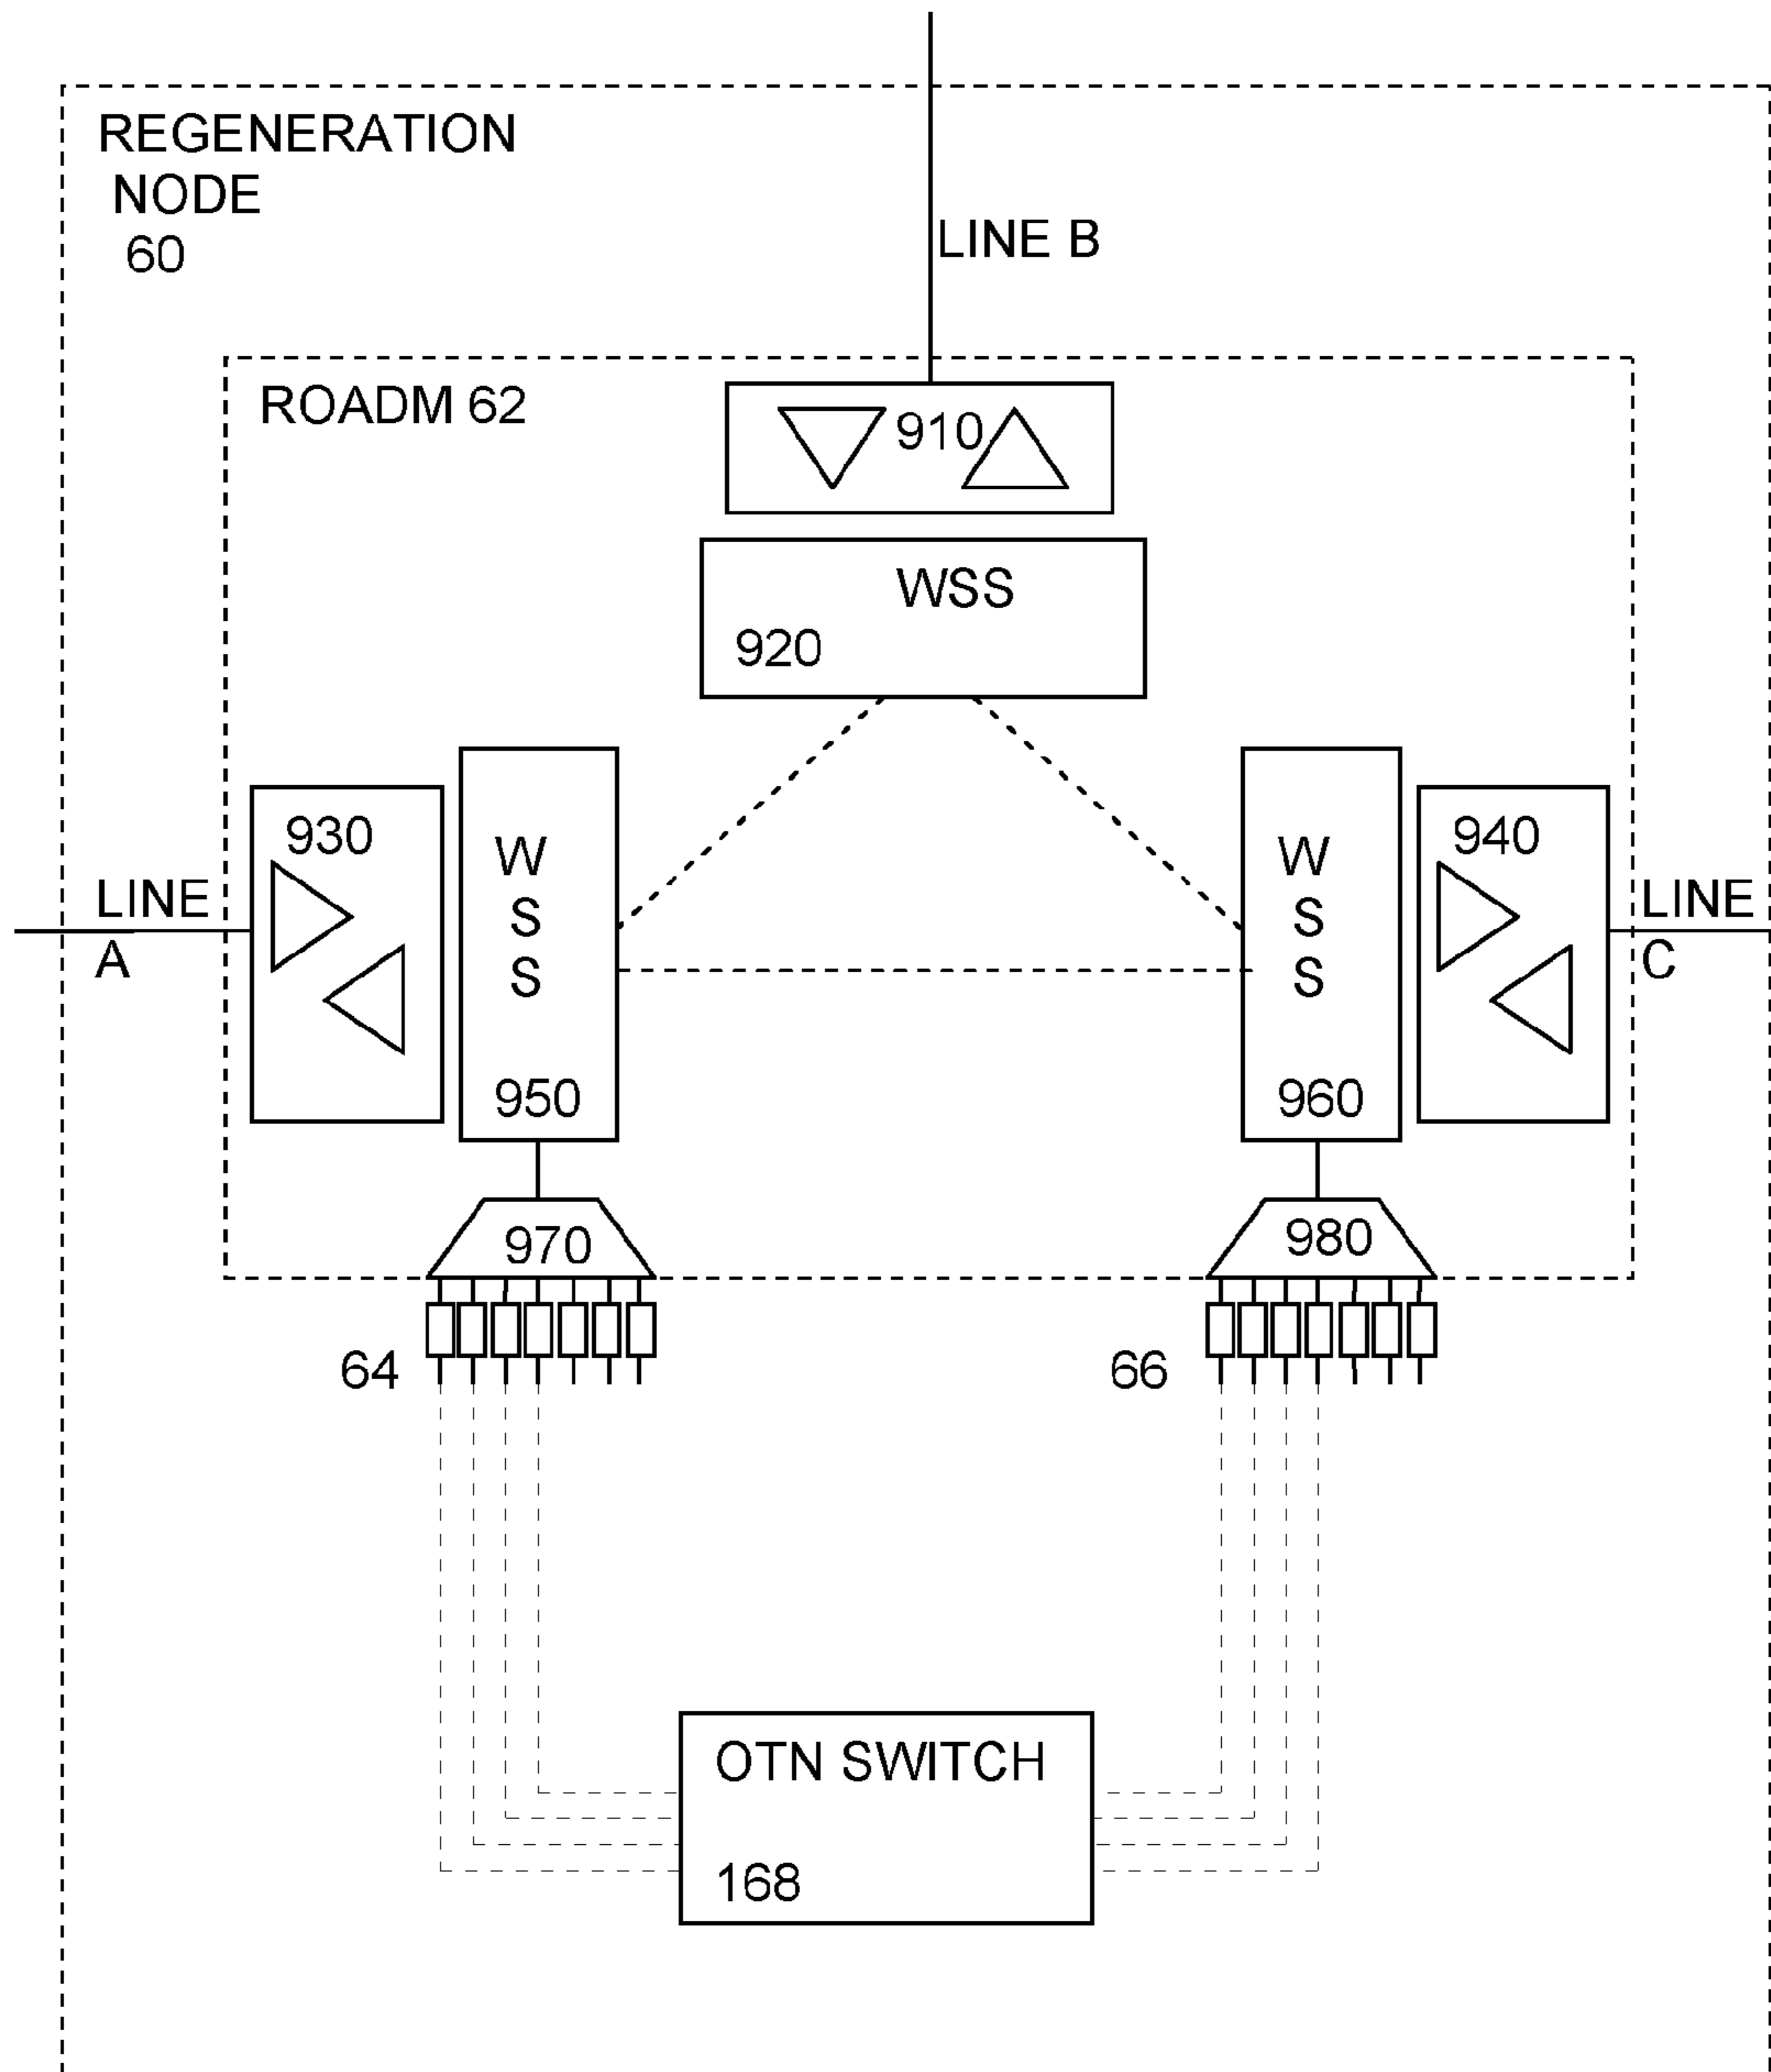 REGENERATION
NODE
60
LINE B
ROADM 62
910
WSS
920
930
W
S
S
950
W
S
S
960
940
LINE
A
LINE
C
970
980
64
66
OTN SWITCH
168